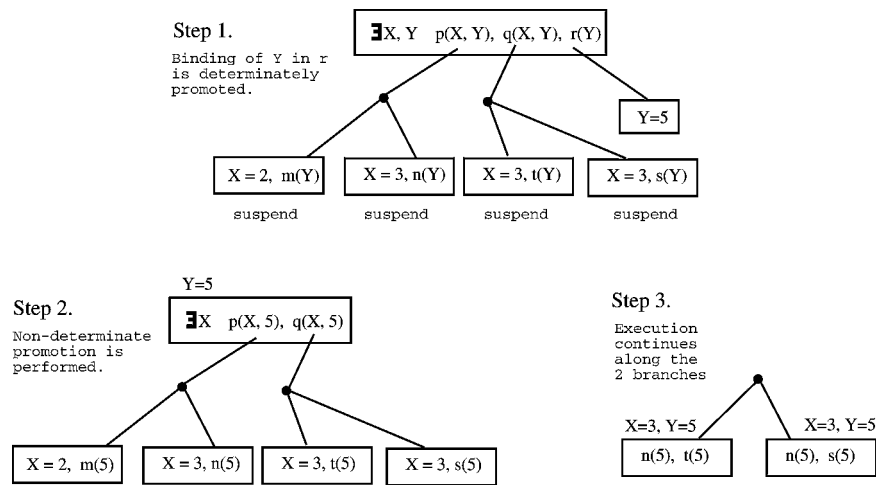 Step 1.
Binding of Y in r
is determinately
promoted.
∃X, Y p(X, Y), q(X, Y), r(Y)
Y=5
X = 2, m(Y)
X = 3, n(Y)
X = 3, t(Y)
X = 3, s(Y)
suspend
suspend
suspend
suspend
Step 2.
Non-determinate
promotion is
performed.
Y=5
∃X p(X, 5), q(X, 5)
X = 2, m(5)
X = 3, n(5)
X = 3, t(5)
X = 3, s(5)
Step 3.
Execution
continues
along the
2 branches
X=3, Y=5
X=3, Y=5
n(5), t(5)
n(5), s(5)